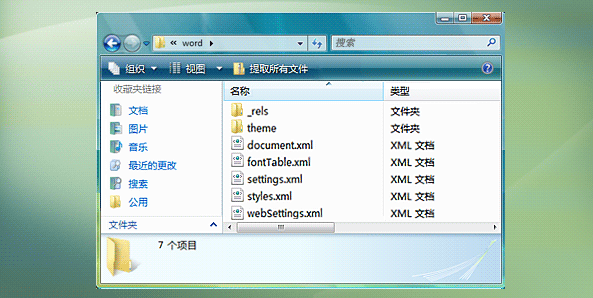 « word
搜索
组织 视图 提取所有文件
收藏夹链接
名称 类型
文档
图片
音乐
最近的更改
搜索
公用
文件夹
_rels 文件夹
theme 文件夹
document.xml XML 文档
fontTable.xml XML 文档
settings.xml XML 文档
styles.xml XML 文档
webSettings.xml XML 文档
7 个项目